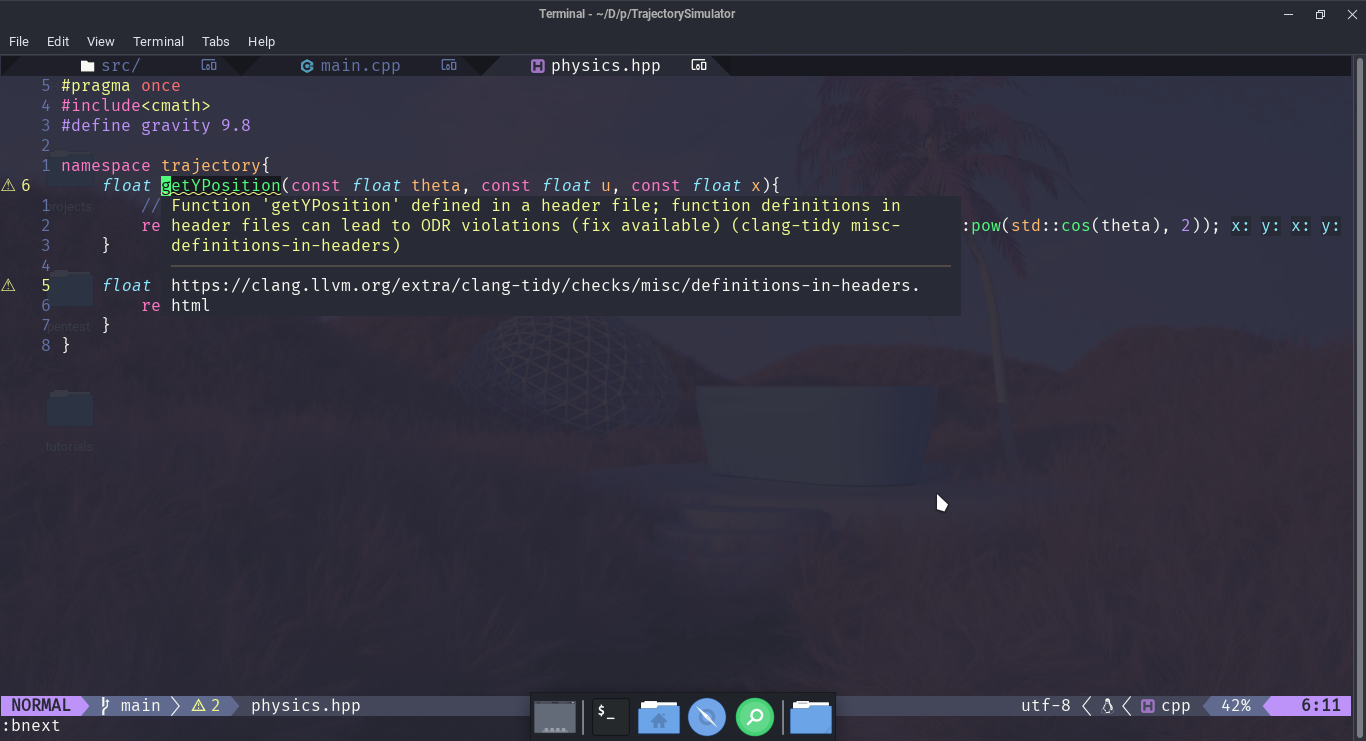 Terminal - ~/D/p/TrajectorySimulator
File Edit View Terminal Tabs Help
src/ main.cpp physics.hpp
5 #pragma once
4 #include<cmath>
3 #define gravity 9.8
2
1 namespace trajectory{
⚠ 6 float getYPosition(const float theta, const float u, const float x){
1 // Function 'getYPosition' defined in a header file; function definitions in
2 re header files can lead to ODR violations (fix available) (clang-tidy misc- :pow(std::cos(theta), 2)); x: y: x: y:
3 } definitions-in-headers)
4
⚠ 5 float https://clang.llvm.org/extra/clang-tidy/checks/misc/definitions-in-headers.
6 re html
7 }
8 }
projects
pentest
tutorials
NORMAL main ⚠ 2 physics.hpp utf-8 cpp 42% 6:11
:bnext
$_